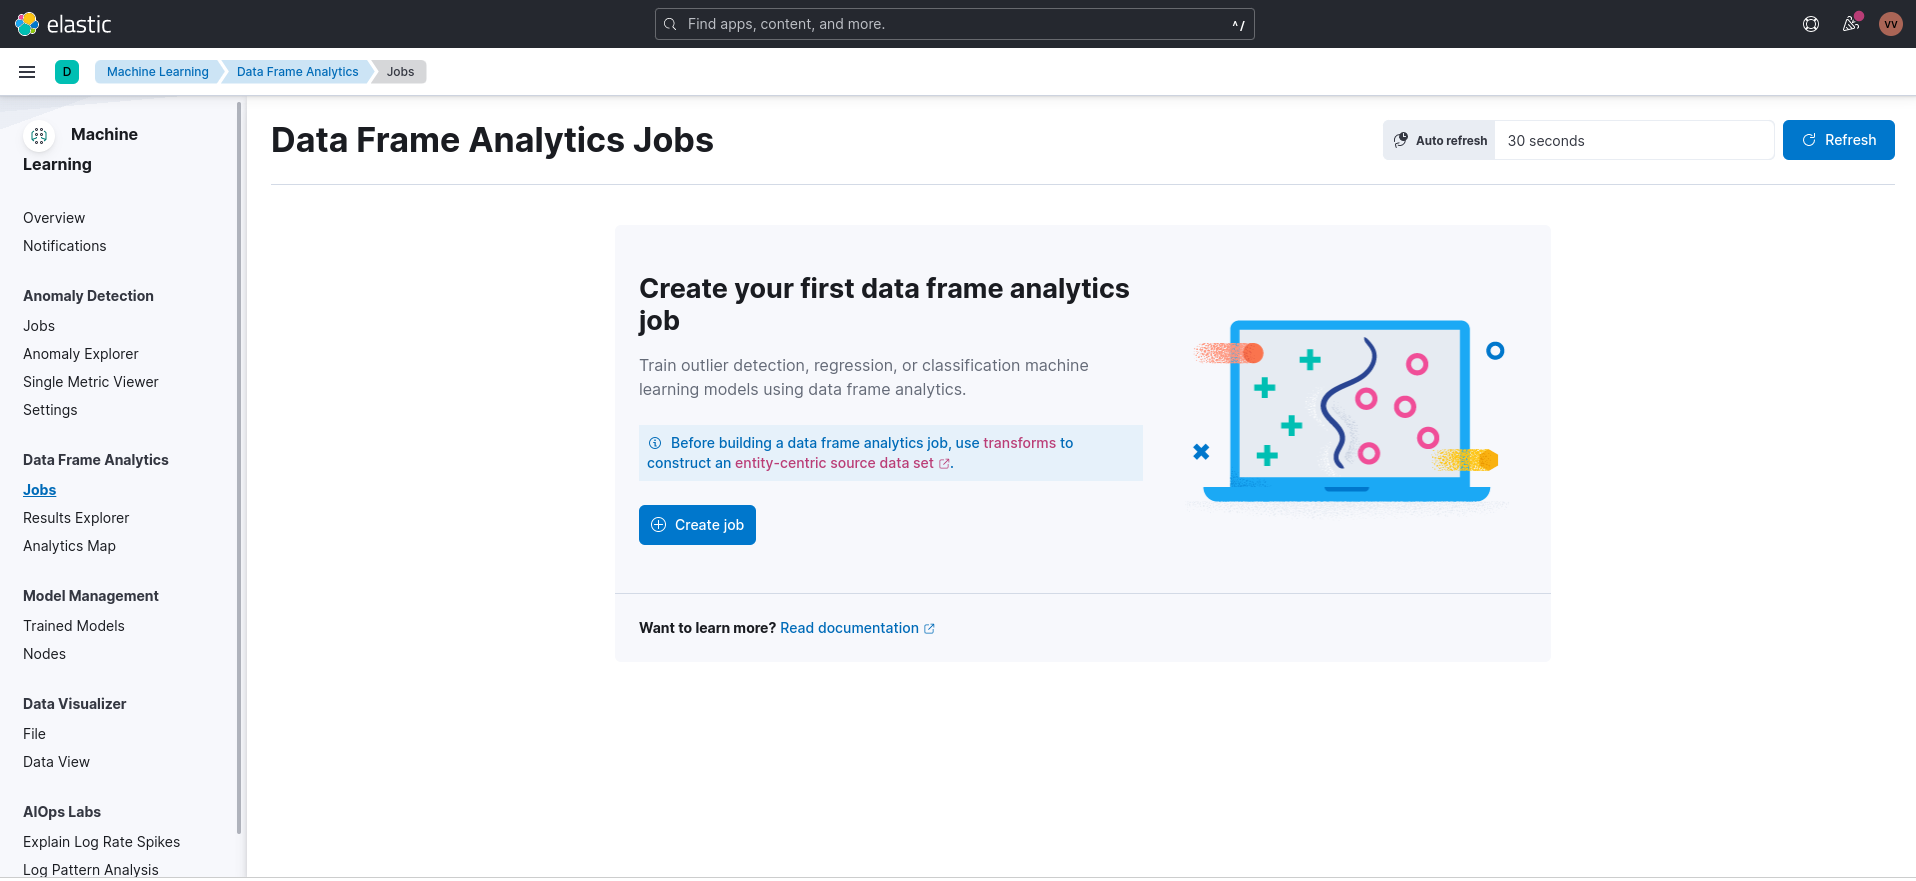 elastic
Find apps, content, and more.
^/
VV
D
Machine Learning
Data Frame Analytics
Jobs
Machine
Learning
Overview
Notifications
Anomaly Detection
Jobs
Anomaly Explorer
Single Metric Viewer
Settings
Data Frame Analytics
Jobs
Results Explorer
Analytics Map
Model Management
Trained Models
Nodes
Data Visualizer
File
Data View
AIOps Labs
Explain Log Rate Spikes
Log Pattern Analysis
Data Frame Analytics Jobs
Auto refresh
30 seconds
Refresh
Create your first data frame analytics
job
Train outlier detection, regression, or classification machine
learning models using data frame analytics.
Before building a data frame analytics job, use transforms to
construct an entity-centric source data set.
Create job
Want to learn more? Read documentation